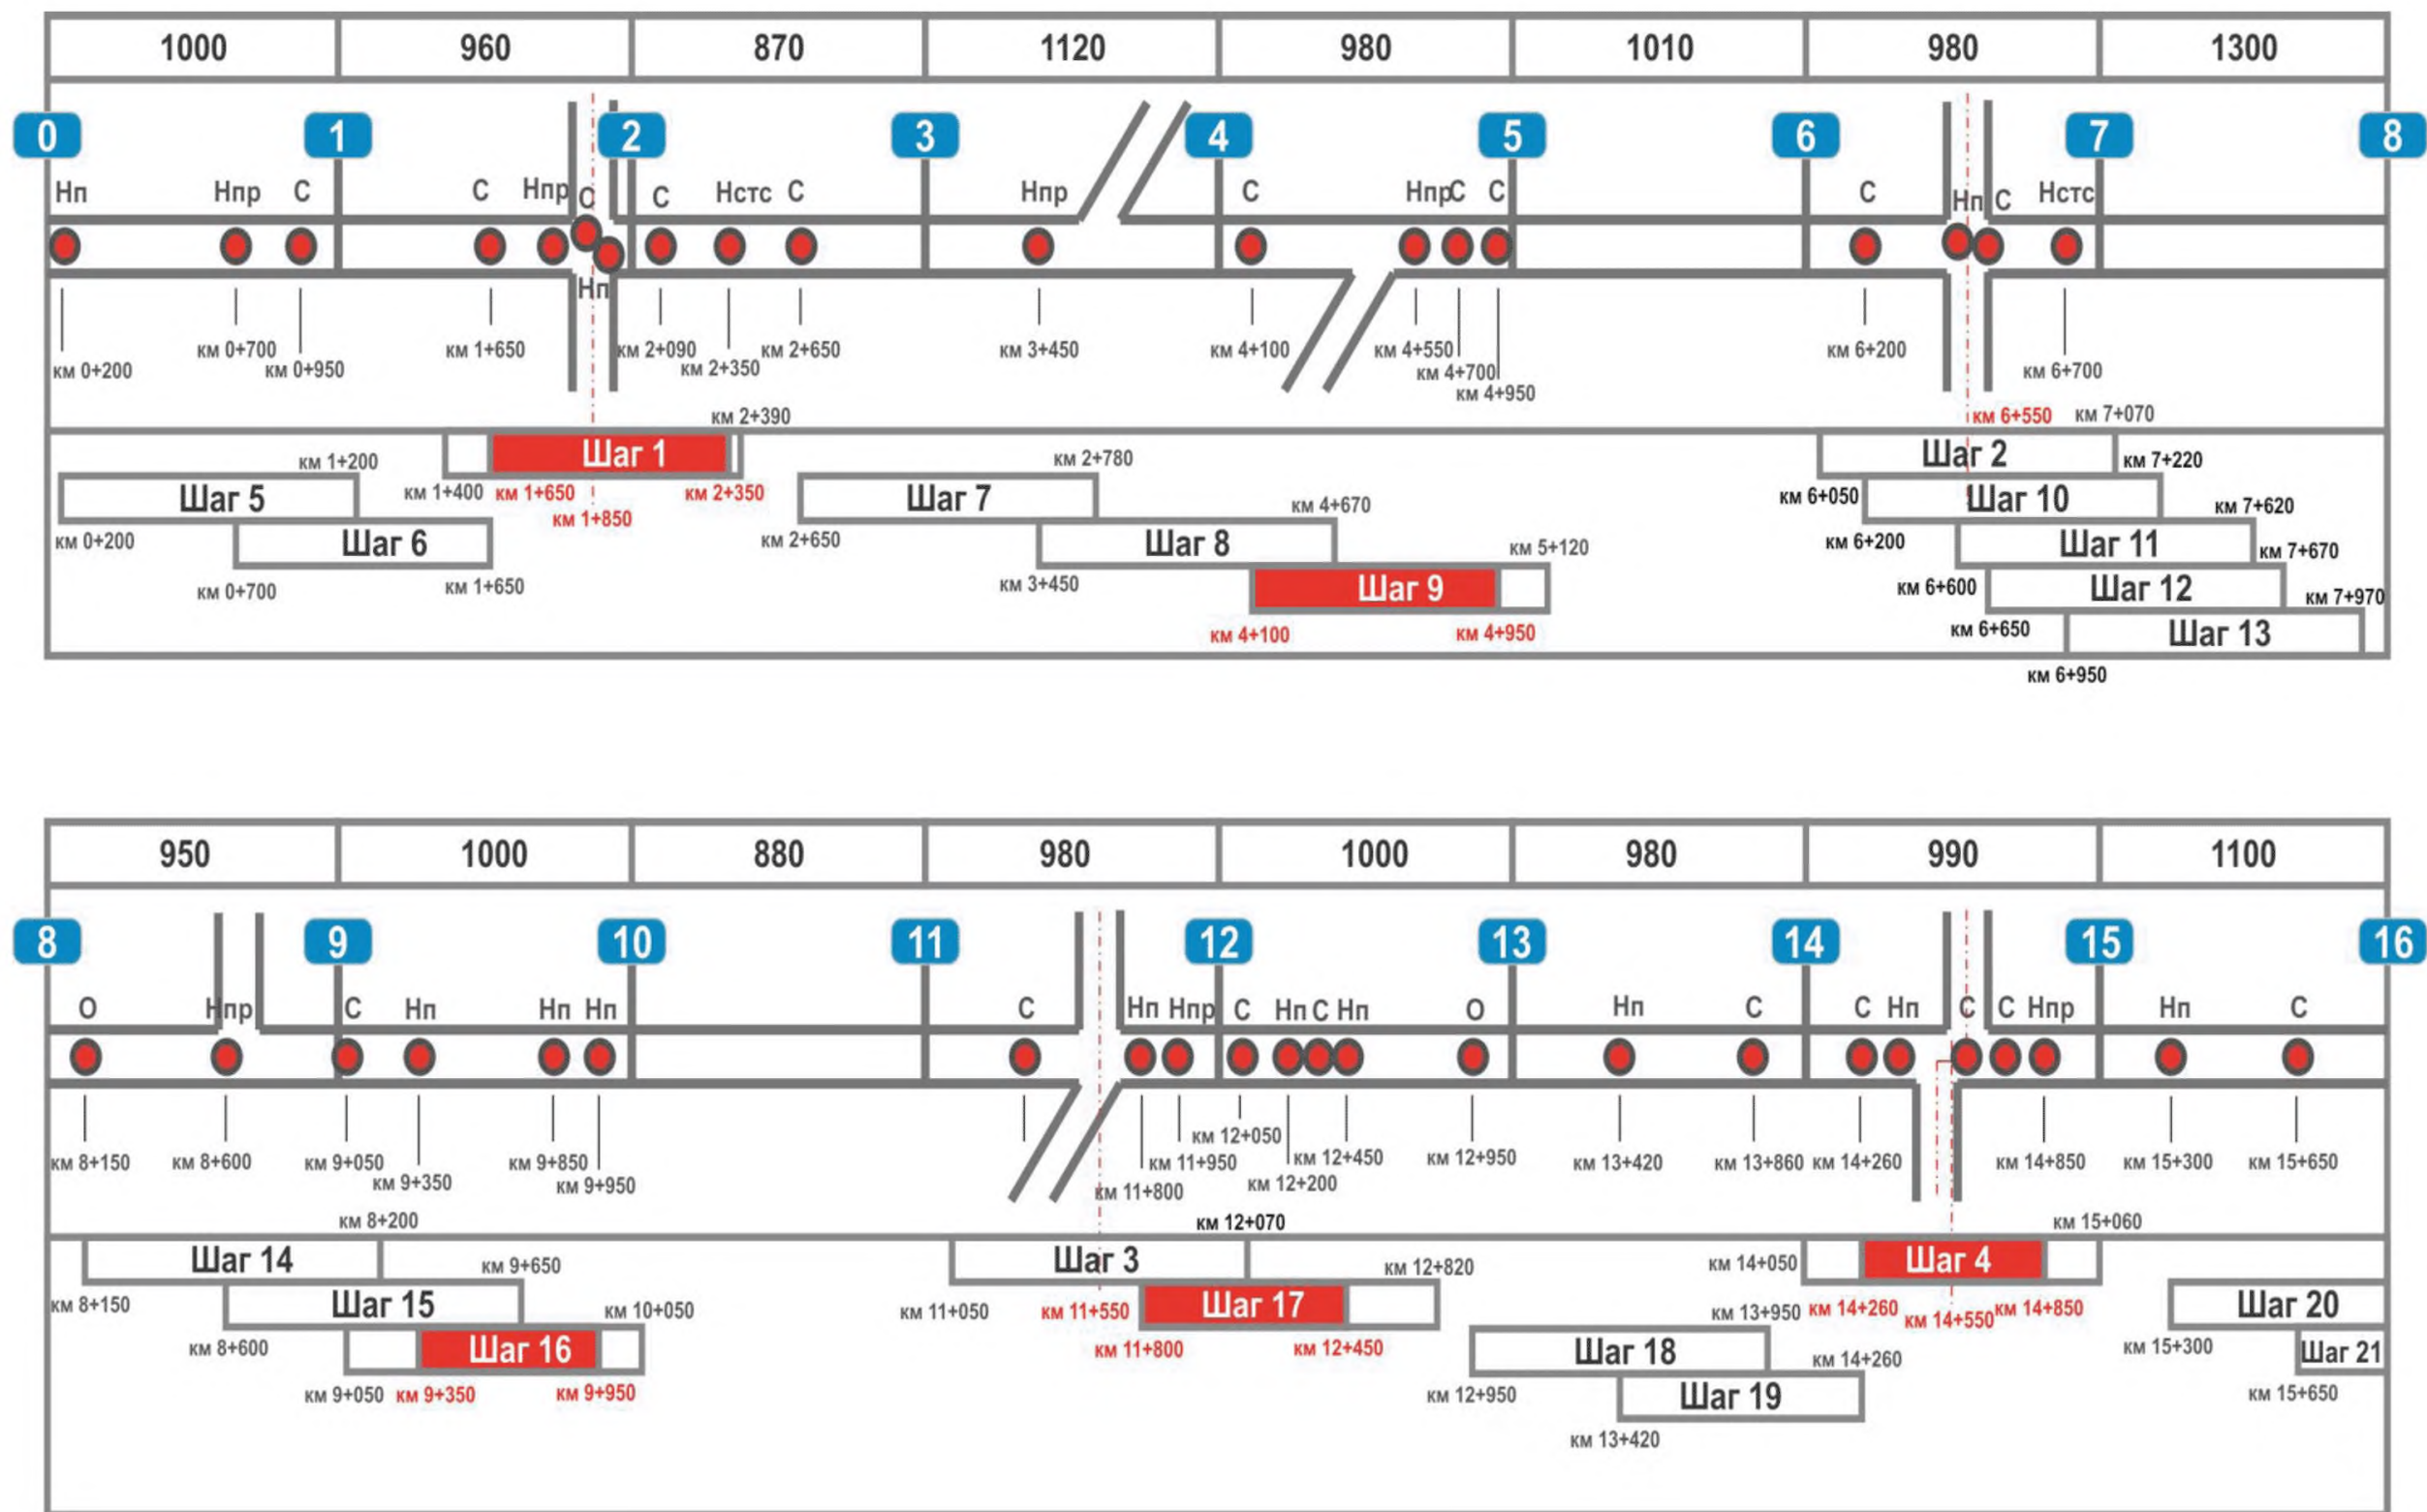 1000 960 870 1120 980 1010 980 1300
0 1 2 3 4 5 6 7 8
Нп Нпр С С Нпр С С Нстс С Нпр С Нпр С С С Нп С Нстс
Нп
км 0+700 км 1+650 км 2+090 км 2+650 км 3+450 км 4+100 км 4+550 км 6+200
км 0+200 км 0+950 км 2+350 км 4+700 км 6+700
км 4+950
км 2+390 км 6+550 км 7+070
Шаг 1 Шаг 2
км 1+200 км 2+780 км 7+220
км 1+400 км 1+650 км 2+350 км 6+050
Шаг 5 Шаг 7 Шаг 10
км 1+850 км 4+670 км 7+620
км 0+200 км 2+650 км 6+200
Шаг 6 Шаг 8 Шаг 11
км 5+120 км 7+670
км 0+700 км 1+650 км 3+450 км 6+600
Шаг 9 Шаг 12
км 7+970
км 4+100 км 4+950 км 6+650
Шаг 13
км 6+950
950 1000 880 980 1000 980 990 1100
8 9 10 11 12 13 14 15 16
О Нпр С Нп Нп Нп С Нп Нпр С Нп С Нп О Нп С С Нп С С Нпр Нп С
км 12+050
км 8+150 км 8+600 км 9+050 км 9+850 км 11+950 км 12+450 км 12+950 км 13+420 км 13+860 км 14+260 км 14+850 км 15+300 км 15+650
км 9+350 км 9+950 км 11+800 км 12+200
км 8+200 км 12+070 км 15+060
Шаг 14 Шаг 3 Шаг 4
км 9+650 км 12+820 км 14+050
км 8+150 км 10+050 км 11+050 км 11+550 км 13+950 км 14+260 км 14+550 км 14+850
Шаг 15 Шаг 17 Шаг 20
км 8+600 км 11+800 км 12+450 км 14+260 км 15+300
Шаг 16 Шаг 18 Шаг 21
км 9+050 км 9+350 км 9+950 км 12+950 км 15+650
Шаг 19
км 13+420